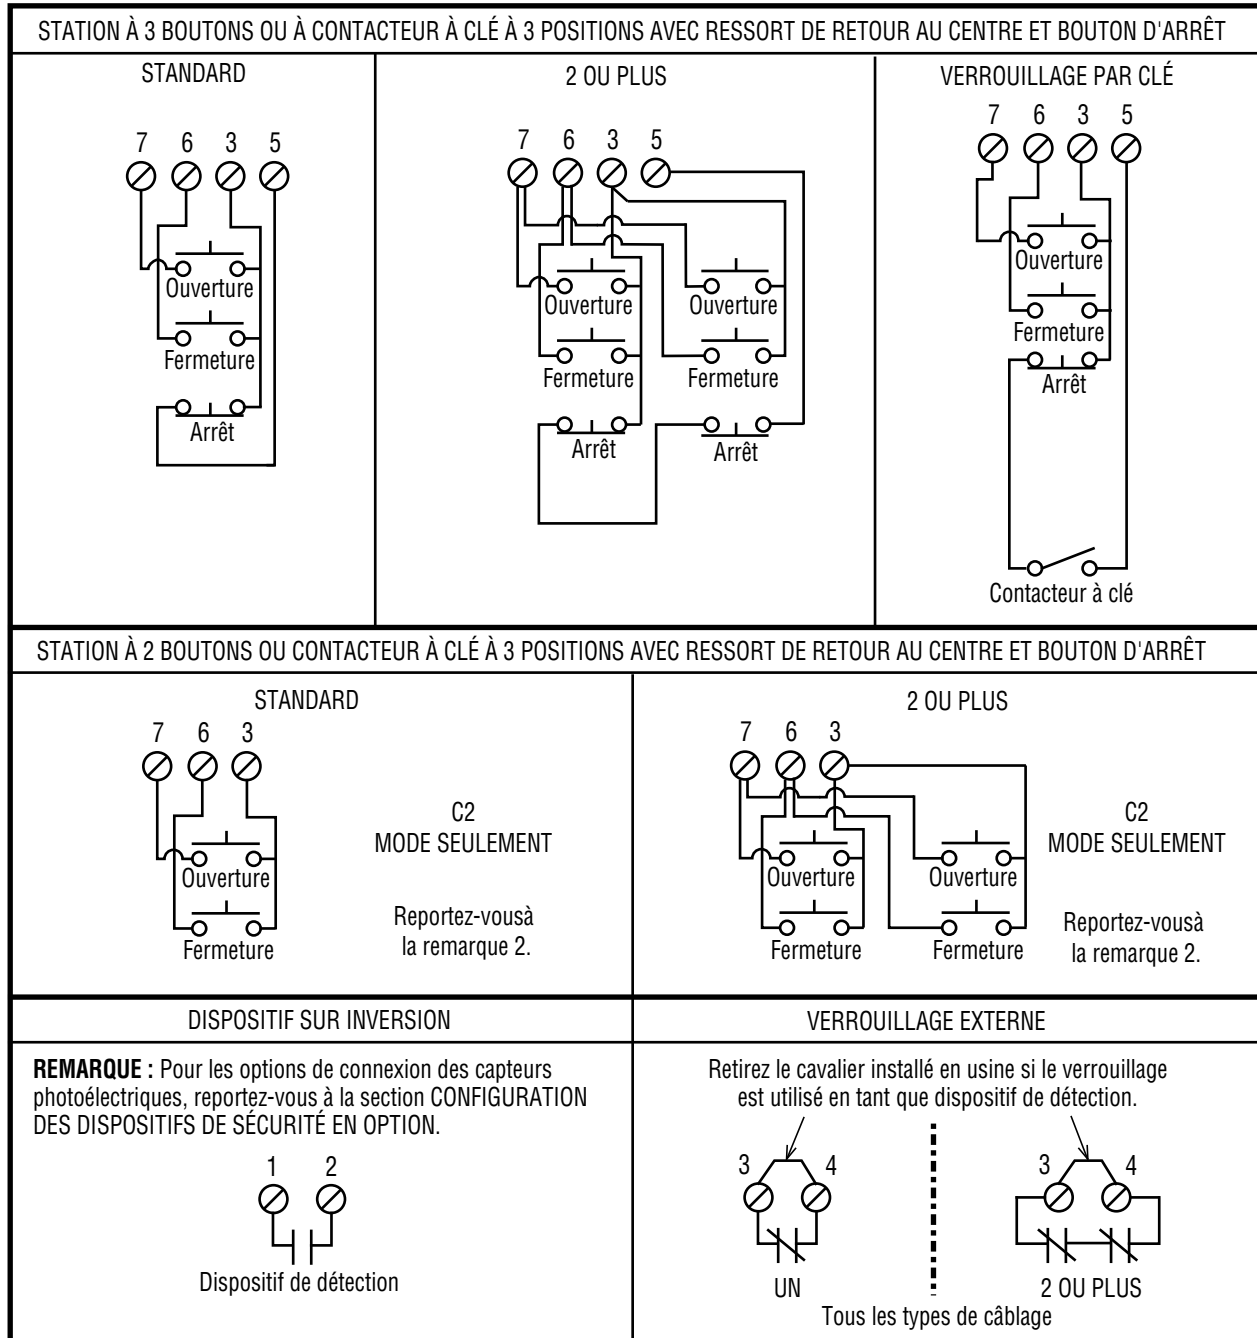 STATION À 3 BOUTONS OU À CONTACTEUR À CLÉ À 3 POSITIONS AVEC RESSORT DE RETOUR AU CENTRE ET BOUTON D'ARRÊT
STANDARD
7 6 3 5
Ouverture
Fermeture
Arrêt
2 OU PLUS
7 6 3 5
Ouverture Ouverture
Fermeture Fermeture
Arrêt Arrêt
VERROUILLAGE PAR CLÉ
7 6 3 5
Ouverture
Fermeture
Arrêt
Contacteur à clé
STATION À 2 BOUTONS OU CONTACTEUR À CLÉ À 3 POSITIONS AVEC RESSORT DE RETOUR AU CENTRE ET BOUTON D'ARRÊT
STANDARD
7 6 3
Ouverture
Fermeture
C2
MODE SEULEMENT
Reportez-vousà
la remarque 2.
2 OU PLUS
7 6 3
Ouverture Ouverture
Fermeture Fermeture
C2
MODE SEULEMENT
Reportez-vousà
la remarque 2.
DISPOSITIF SUR INVERSION
REMARQUE : Pour les options de connexion des capteurs
photoélectriques, reportez-vous à la section CONFIGURATION
DES DISPOSITIFS DE SÉCURITÉ EN OPTION.
1 2
Dispositif de détection
VERROUILLAGE EXTERNE
Retirez le cavalier installé en usine si le verrouillage
est utilisé en tant que dispositif de détection.
3 4
UN
3 4
2 OU PLUS
Tous les types de câblage